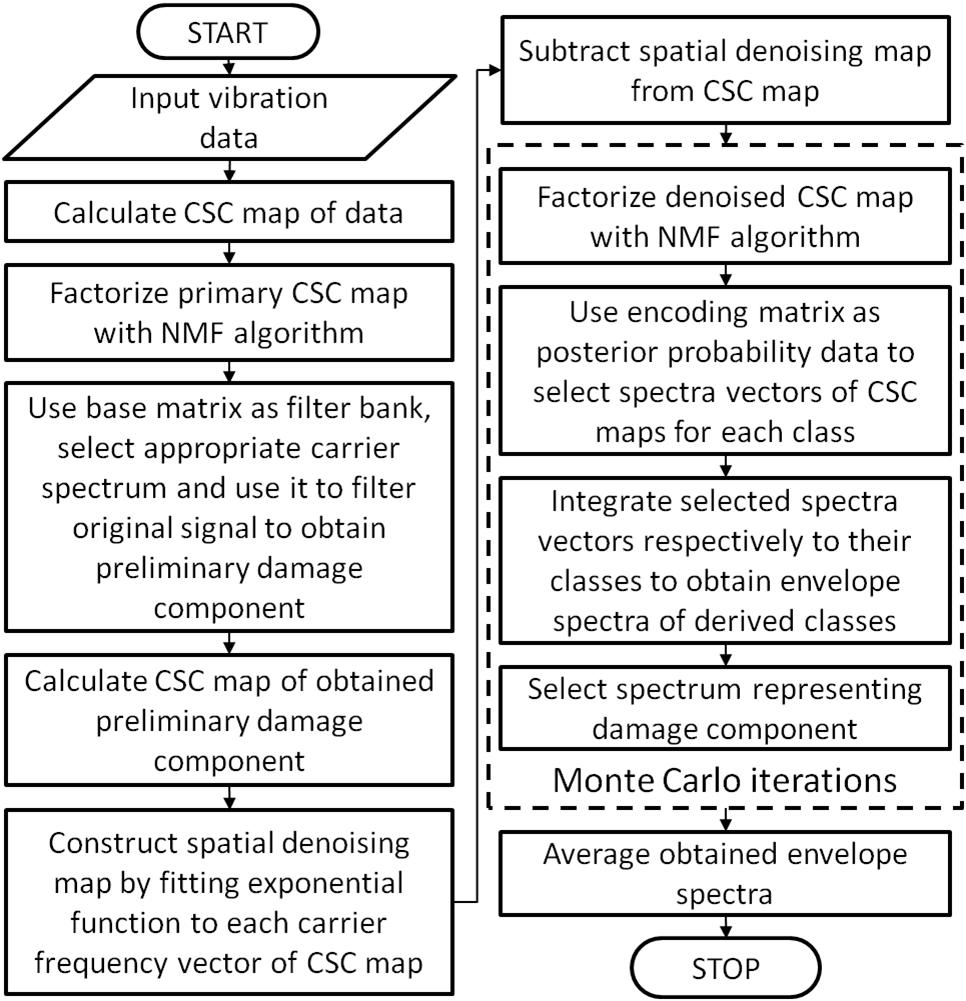 START
Input vibration
data
Calculate CSC map of data
Factorize primary CSC map
with NMF algorithm
Use base matrix as filter bank,
select appropriate carrier
spectrum and use it to filter
original signal to obtain
preliminary damage
component
Calculate CSC map of obtained
preliminary damage
component
Construct spatial denoising
map by fitting exponential
function to each carrier
frequency vector of CSC map
Subtract spatial denoising map
from CSC map
Factorize denoised CSC map
with NMF algorithm
Use encoding matrix as
posterior probability data to
select spectra vectors of CSC
maps for each class
Integrate selected spectra
vectors respectively to their
classes to obtain envelope
spectra of derived classes
Select spectrum representing
damage component
Monte Carlo iterations
Average obtained envelope
spectra
STOP